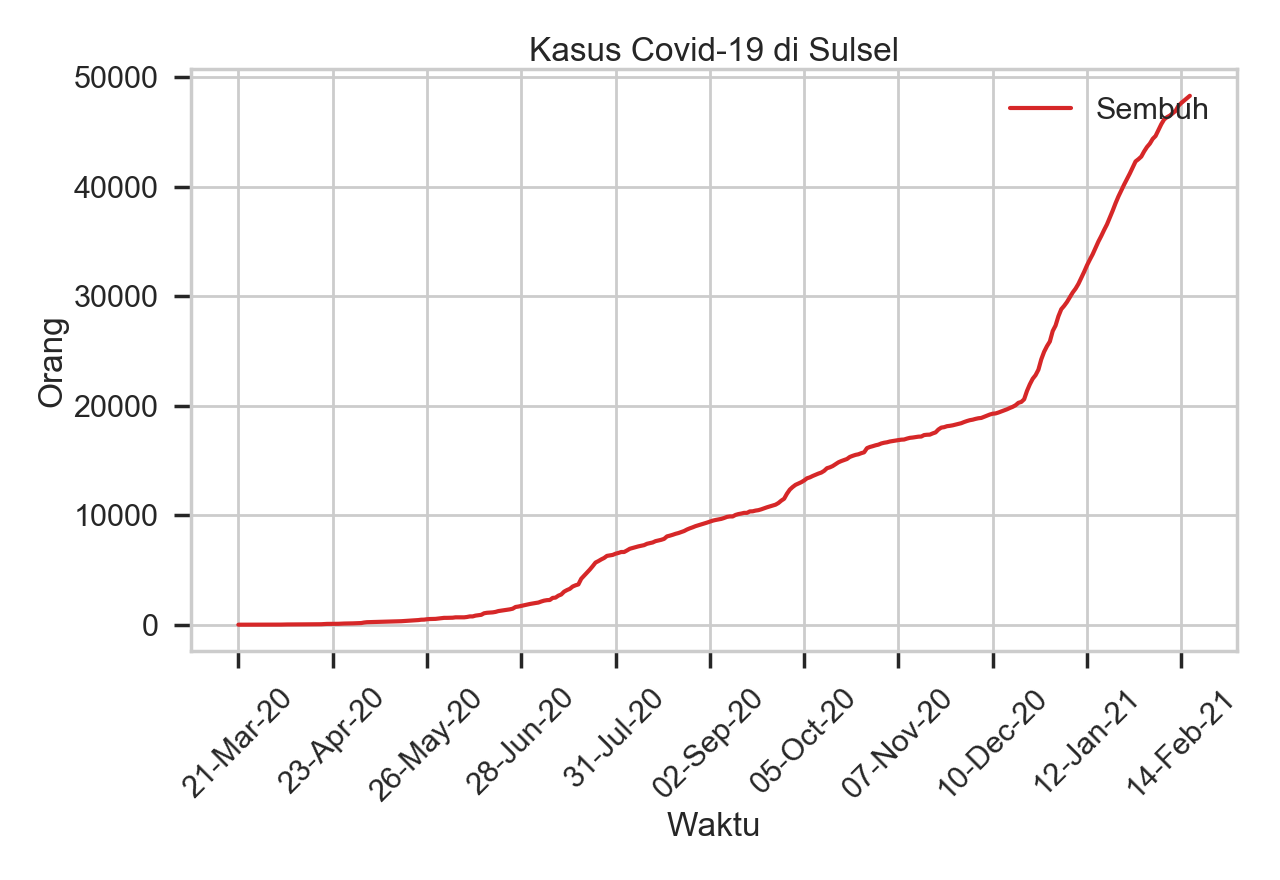 Kasus Covid-19 di Sulsel
Sembuh
Orang
50000
40000
30000
20000
10000
0
21-Mar-20
23-Apr-20
26-May-20
28-Jun-20
31-Jul-20
02-Sep-20
05-Oct-20
07-Nov-20
10-Dec-20
12-Jan-21
14-Feb-21
Waktu